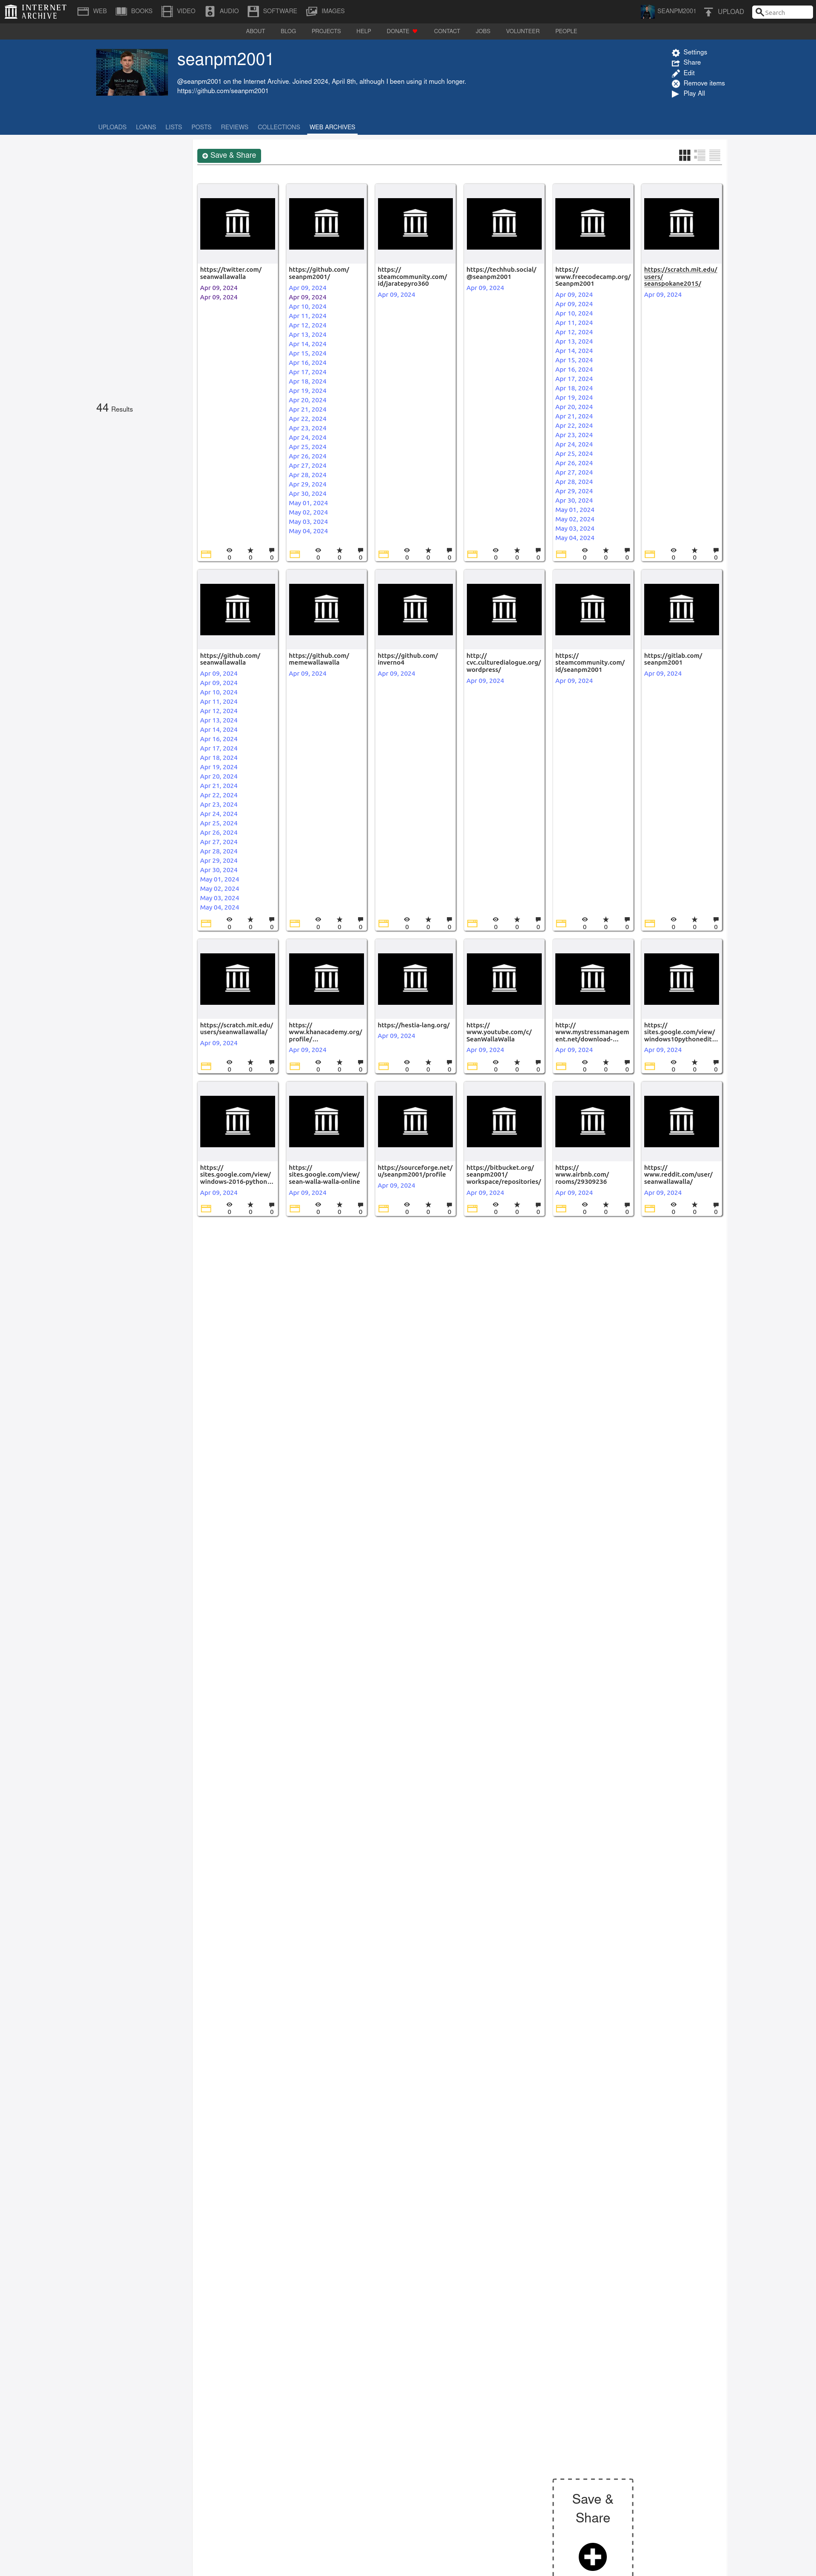 INTERNET ARCHIVE
WEB BOOKS VIDEO AUDIO SOFTWARE IMAGES
SEANPM2001 UPLOAD Search
ABOUT BLOG PROJECTS HELP DONATE CONTACT JOBS VOLUNTEER PEOPLE
seanpm2001
@seanpm2001 on the Internet Archive. Joined 2024, April 8th, although I been using it much longer.
https://github.com/seanpm2001
Settings
Share
Edit
Remove items
Play All
UPLOADS LOANS LISTS POSTS REVIEWS COLLECTIONS WEB ARCHIVES
44 Results
Save & Share
https://twitter.com/
seanwallawalla
Apr 09, 2024
Apr 09, 2024
0 0 0
https://github.com/
seanpm2001/
Apr 09, 2024
Apr 09, 2024
Apr 10, 2024
Apr 11, 2024
Apr 12, 2024
Apr 13, 2024
Apr 14, 2024
Apr 15, 2024
Apr 16, 2024
Apr 17, 2024
Apr 18, 2024
Apr 19, 2024
Apr 20, 2024
Apr 21, 2024
Apr 22, 2024
Apr 23, 2024
Apr 24, 2024
Apr 25, 2024
Apr 26, 2024
Apr 27, 2024
Apr 28, 2024
Apr 29, 2024
Apr 30, 2024
May 01, 2024
May 02, 2024
May 03, 2024
May 04, 2024
0 0 0
https://
steamcommunity.com/
id/jaratepyro360
Apr 09, 2024
0 0 0
https://techhub.social/
@seanpm2001
Apr 09, 2024
0 0 0
https://
www.freecodecamp.org/
Seanpm2001
Apr 09, 2024
Apr 09, 2024
Apr 10, 2024
Apr 11, 2024
Apr 12, 2024
Apr 13, 2024
Apr 14, 2024
Apr 15, 2024
Apr 16, 2024
Apr 17, 2024
Apr 18, 2024
Apr 19, 2024
Apr 20, 2024
Apr 21, 2024
Apr 22, 2024
Apr 23, 2024
Apr 24, 2024
Apr 25, 2024
Apr 26, 2024
Apr 27, 2024
Apr 28, 2024
Apr 29, 2024
Apr 30, 2024
May 01, 2024
May 02, 2024
May 03, 2024
May 04, 2024
0 0 0
https://scratch.mit.edu/
users/
seanspokane2015/
Apr 09, 2024
0 0 0
https://github.com/
seanwallawalla
Apr 09, 2024
Apr 09, 2024
Apr 10, 2024
Apr 11, 2024
Apr 12, 2024
Apr 13, 2024
Apr 14, 2024
Apr 16, 2024
Apr 17, 2024
Apr 18, 2024
Apr 19, 2024
Apr 20, 2024
Apr 21, 2024
Apr 22, 2024
Apr 23, 2024
Apr 24, 2024
Apr 25, 2024
Apr 26, 2024
Apr 27, 2024
Apr 28, 2024
Apr 29, 2024
Apr 30, 2024
May 01, 2024
May 02, 2024
May 03, 2024
May 04, 2024
0 0 0
https://github.com/
memewallawalla
Apr 09, 2024
0 0 0
https://github.com/
inverno4
Apr 09, 2024
0 0 0
http://
cvc.culturedialogue.org/
wordpress/
Apr 09, 2024
0 0 0
https://
steamcommunity.com/
id/seanpm2001
Apr 09, 2024
0 0 0
https://gitlab.com/
seanpm2001
Apr 09, 2024
0 0 0
https://scratch.mit.edu/
users/seanwallawalla/
Apr 09, 2024
0 0 0
https://
www.khanacademy.org/
profile/...
Apr 09, 2024
0 0 0
https://hestia-lang.org/
Apr 09, 2024
0 0 0
https://
www.youtube.com/c/
SeanWallaWalla
Apr 09, 2024
0 0 0
http://
www.mystressmanagem
ent.net/download-...
Apr 09, 2024
0 0 0
https://
sites.google.com/view/
windows10pythonedit...
Apr 09, 2024
0 0 0
https://
sites.google.com/view/
windows-2016-python...
Apr 09, 2024
0 0 0
https://
sites.google.com/view/
sean-walla-walla-online
Apr 09, 2024
0 0 0
https://sourceforge.net/
u/seanpm2001/profile
Apr 09, 2024
0 0 0
https://bitbucket.org/
seanpm2001/
workspace/repositories/
Apr 09, 2024
0 0 0
https://
www.airbnb.com/
rooms/29309236
Apr 09, 2024
0 0 0
https://
www.reddit.com/user/
seanwallawalla/
Apr 09, 2024
0 0 0
Save &
Share